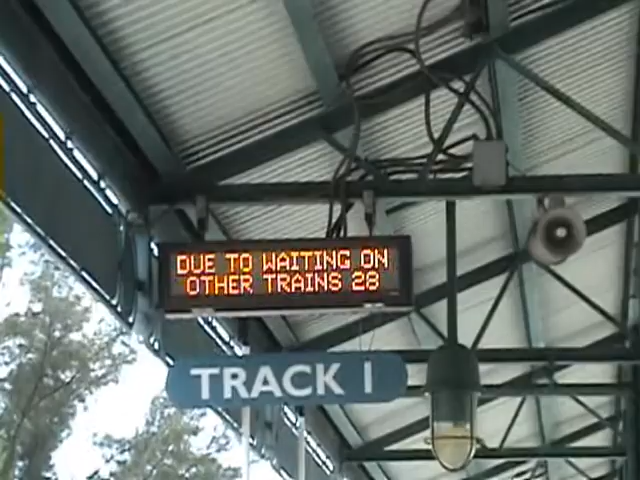 DUE TO WAITING ON
OTHER TRAINS 28
TRACK 1